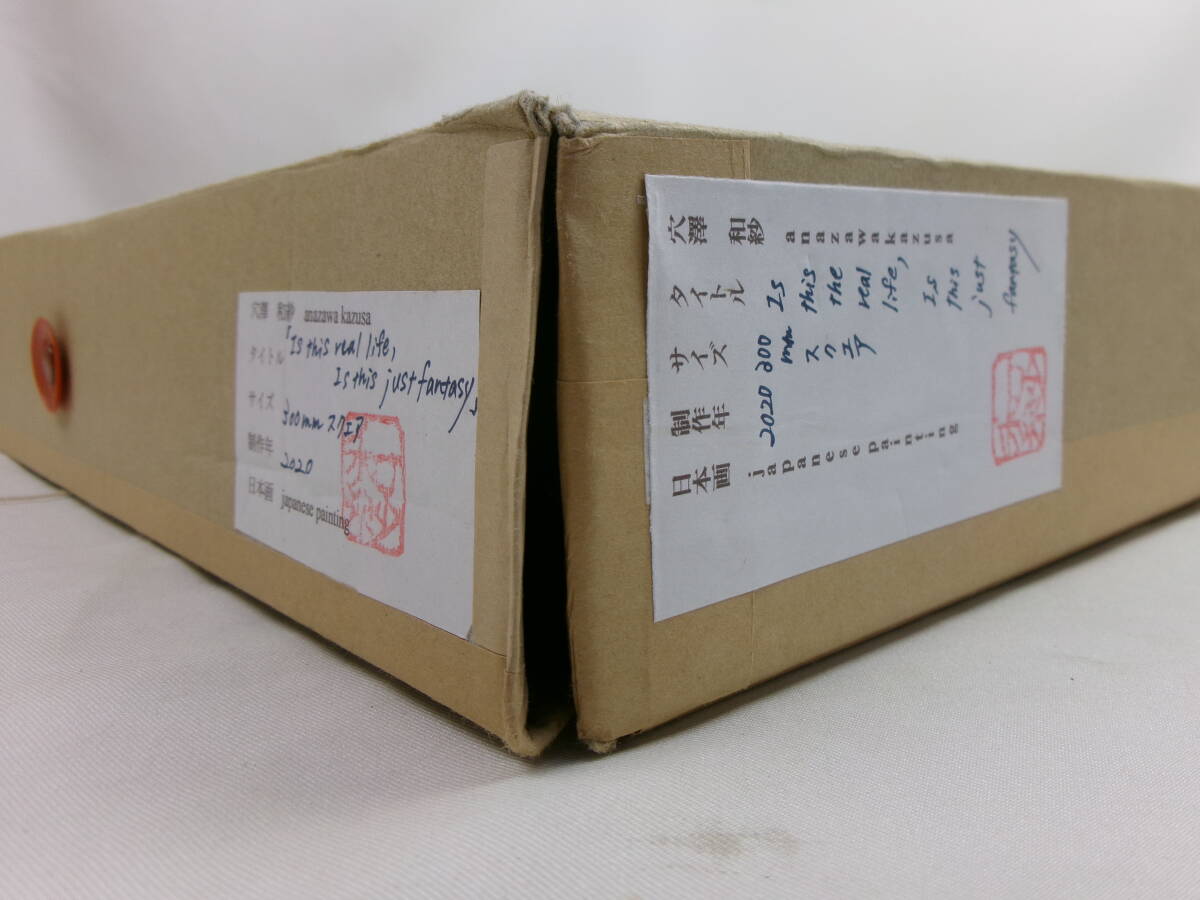 穴澤 和紗 anazawa kazusa
タイトル 「Is this real life,
Is this just fantasy」
サイズ 300mm スクエア
制作年 2020
日本画 japanese painting
穴澤 和紗 anazawakazusa
タイトル Is this the real life, Is this just fantasy
サイズ 300 mm スクエア
制作年 2020
日本画 japanese painting